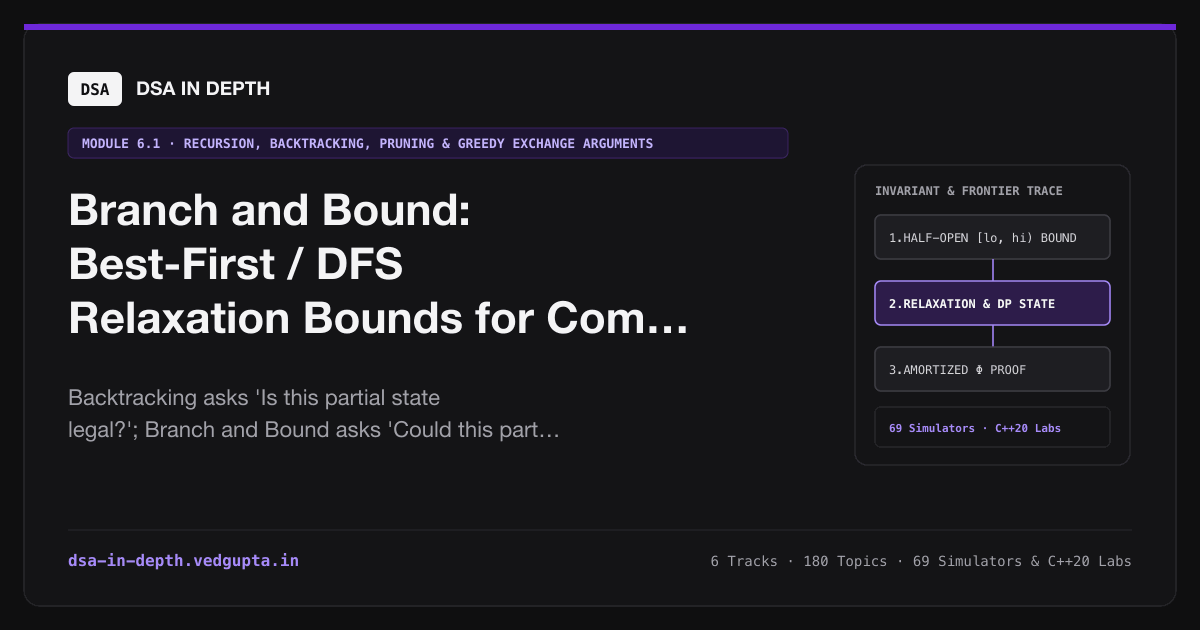 DSA
DSA IN DEPTH
MODULE 6.1 · RECURSION, BACKTRACKING, PRUNING & GREEDY EXCHANGE ARGUMENTS
Branch and Bound:
Best-First / DFS
Relaxation Bounds for Com...
Backtracking asks 'Is this partial state
legal?'; Branch and Bound asks 'Could this part...
INVARIANT & FRONTIER TRACE
1.HALF-OPEN [lo, hi) BOUND
2.RELAXATION & DP STATE
3.AMORTIZED Φ PROOF
69 Simulators · C++20 Labs
dsa-in-depth.vedgupta.in
6 Tracks · 180 Topics · 69 Simulators & C++20 Labs